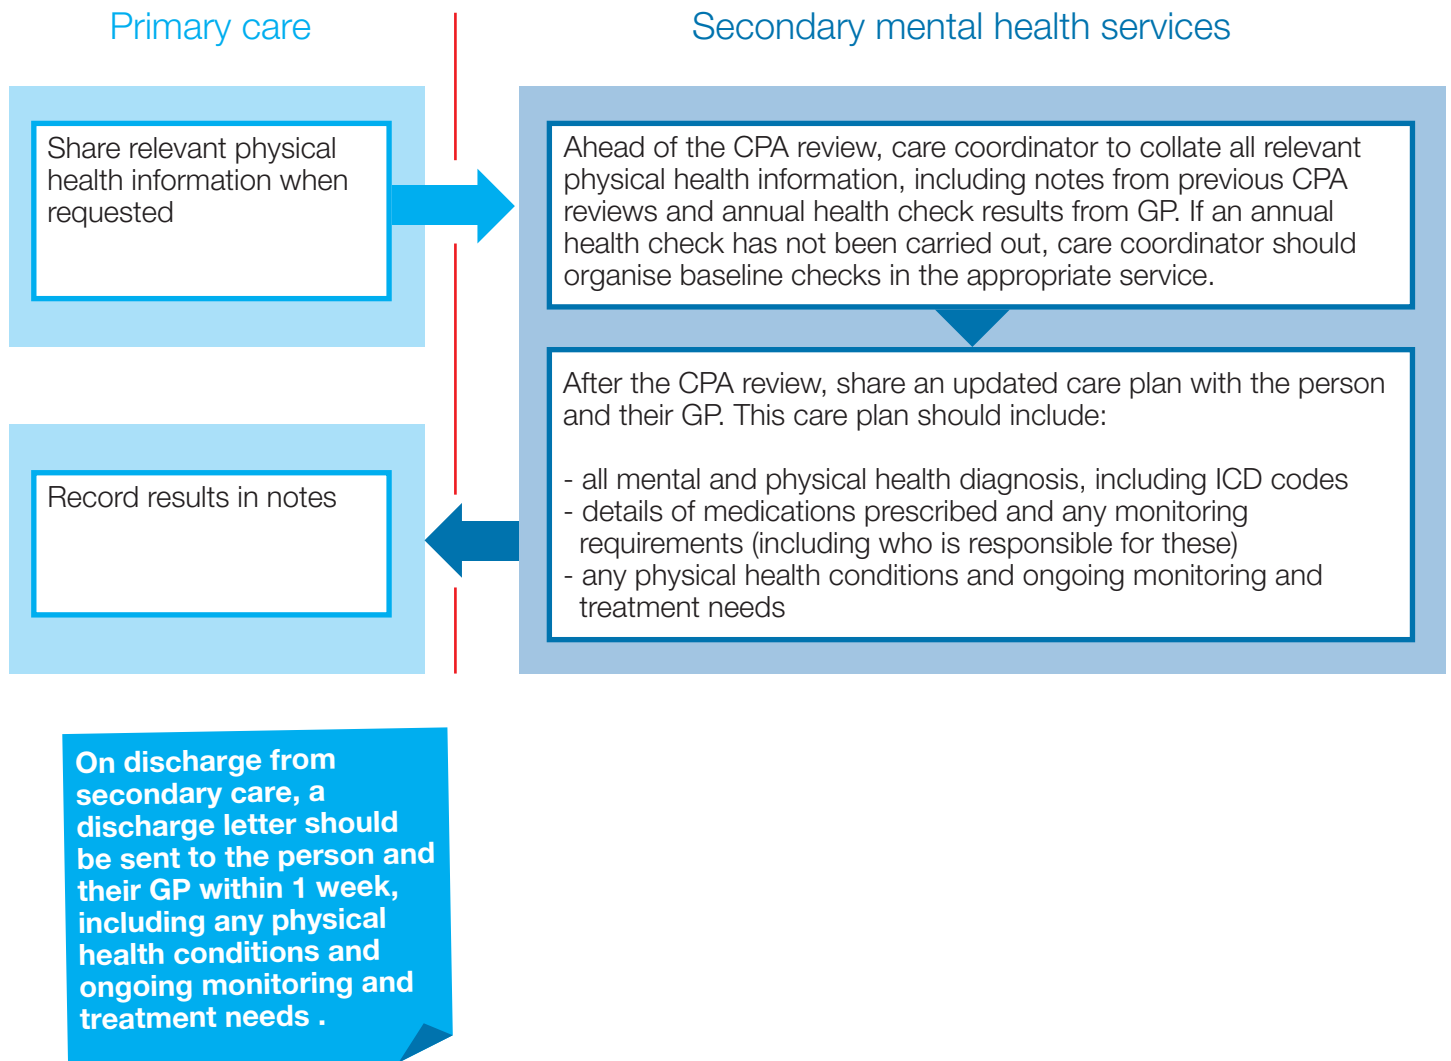 Primary care
Secondary mental health services
Share relevant physical
health information when
requested
Ahead of the CPA review, care coordinator to collate all relevant
physical health information, including notes from previous CPA
reviews and annual health check results from GP. If an annual
health check has not been carried out, care coordinator should
organise baseline checks in the appropriate service.
After the CPA review, share an updated care plan with the person
and their GP. This care plan should include:
- all mental and physical health diagnosis, including ICD codes
- details of medications prescribed and any monitoring
requirements (including who is responsible for these)
- any physical health conditions and ongoing monitoring and
treatment needs
Record results in notes
On discharge from
secondary care, a
discharge letter should
be sent to the person and
their GP within 1 week,
including any physical
health conditions and
ongoing monitoring and
treatment needs .